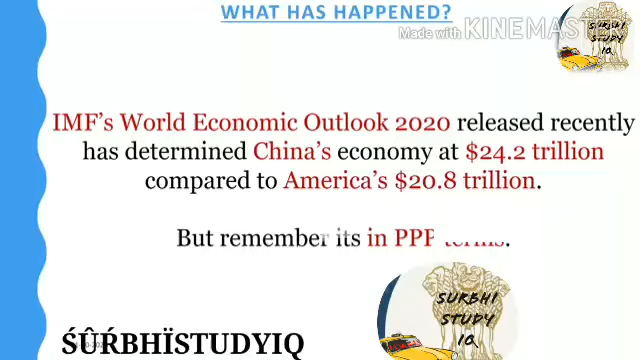 WHAT HAS HAPPENED?
Made with KINEMASTER
SURBHI
STUDY
IQ
IMF's World Economic Outlook 2020 released recently
has determined China's economy at $24.2 trillion
compared to America's $20.8 trillion.
But remember its in PPP terms.
SURBHI
STUDY
IQ
ŚÛŔBHÏSTUDYIQ